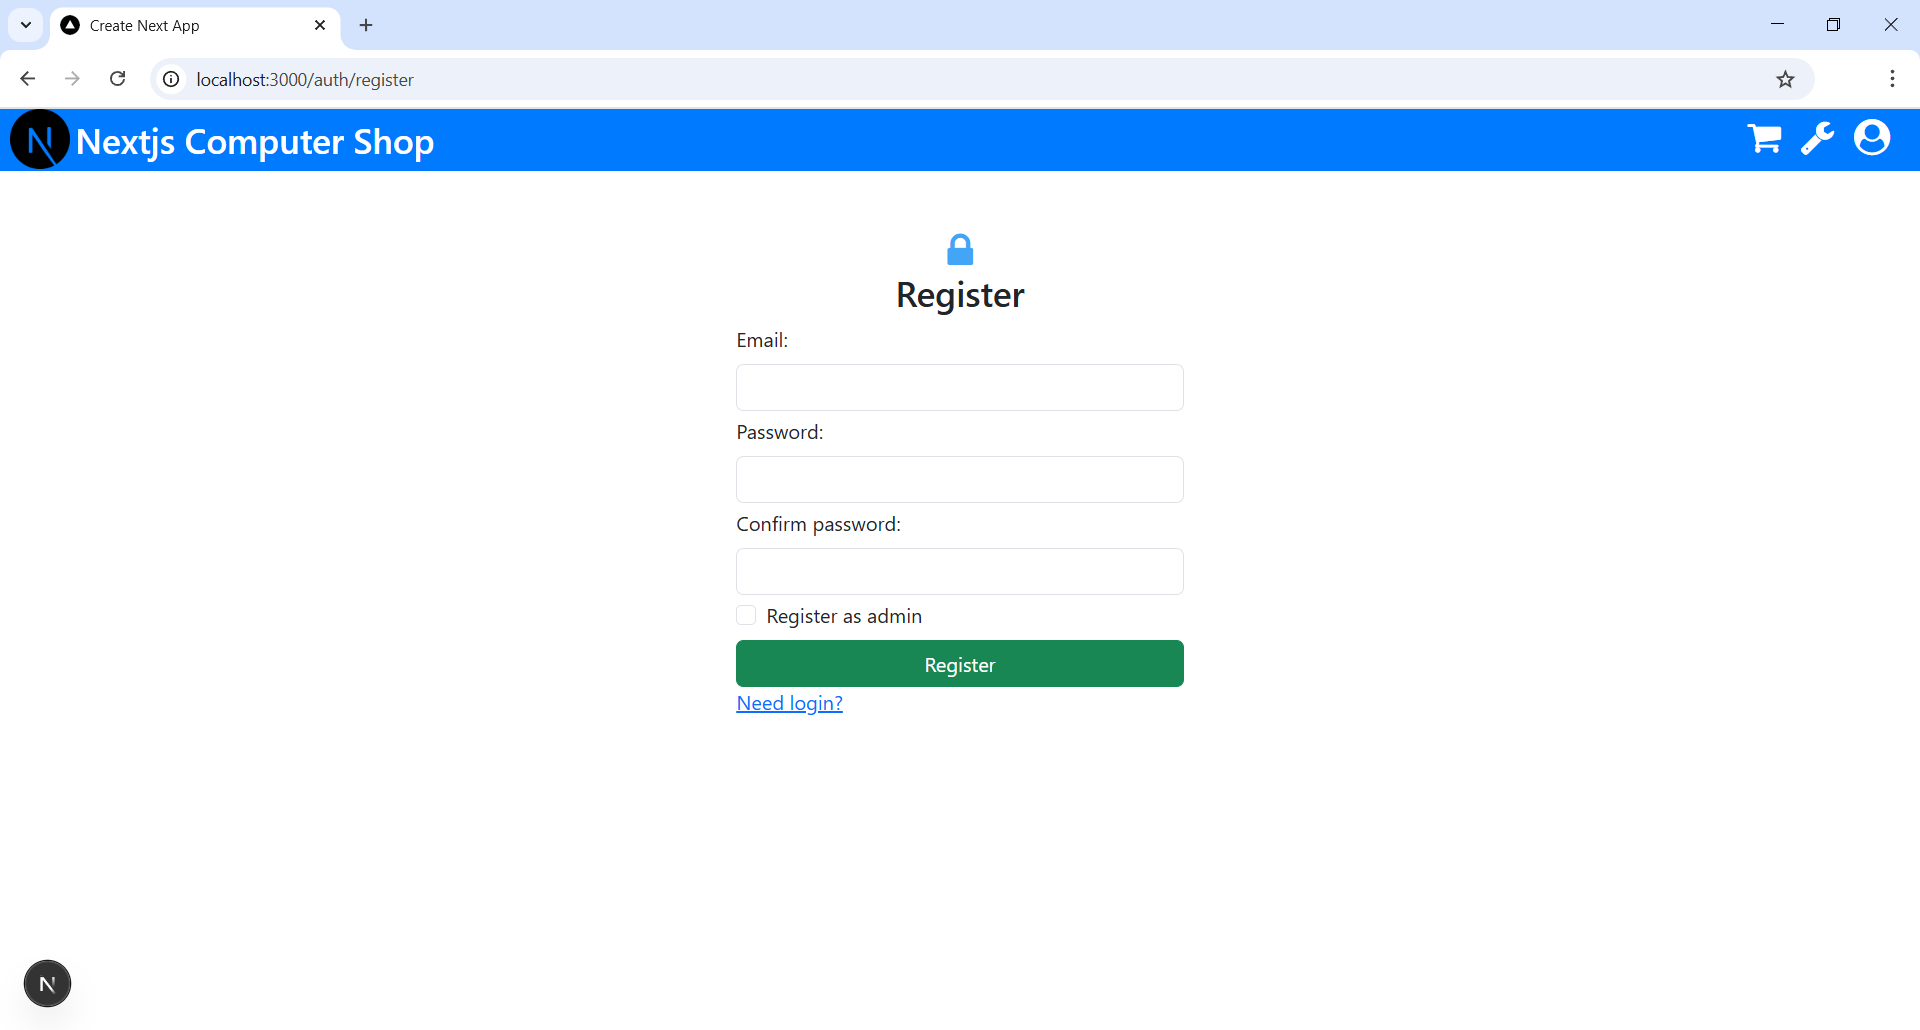 Create Next App
localhost:3000/auth/register
N Nextjs Computer Shop
Register
Email:
Password:
Confirm password:
Register as admin
Register
Need login?
N